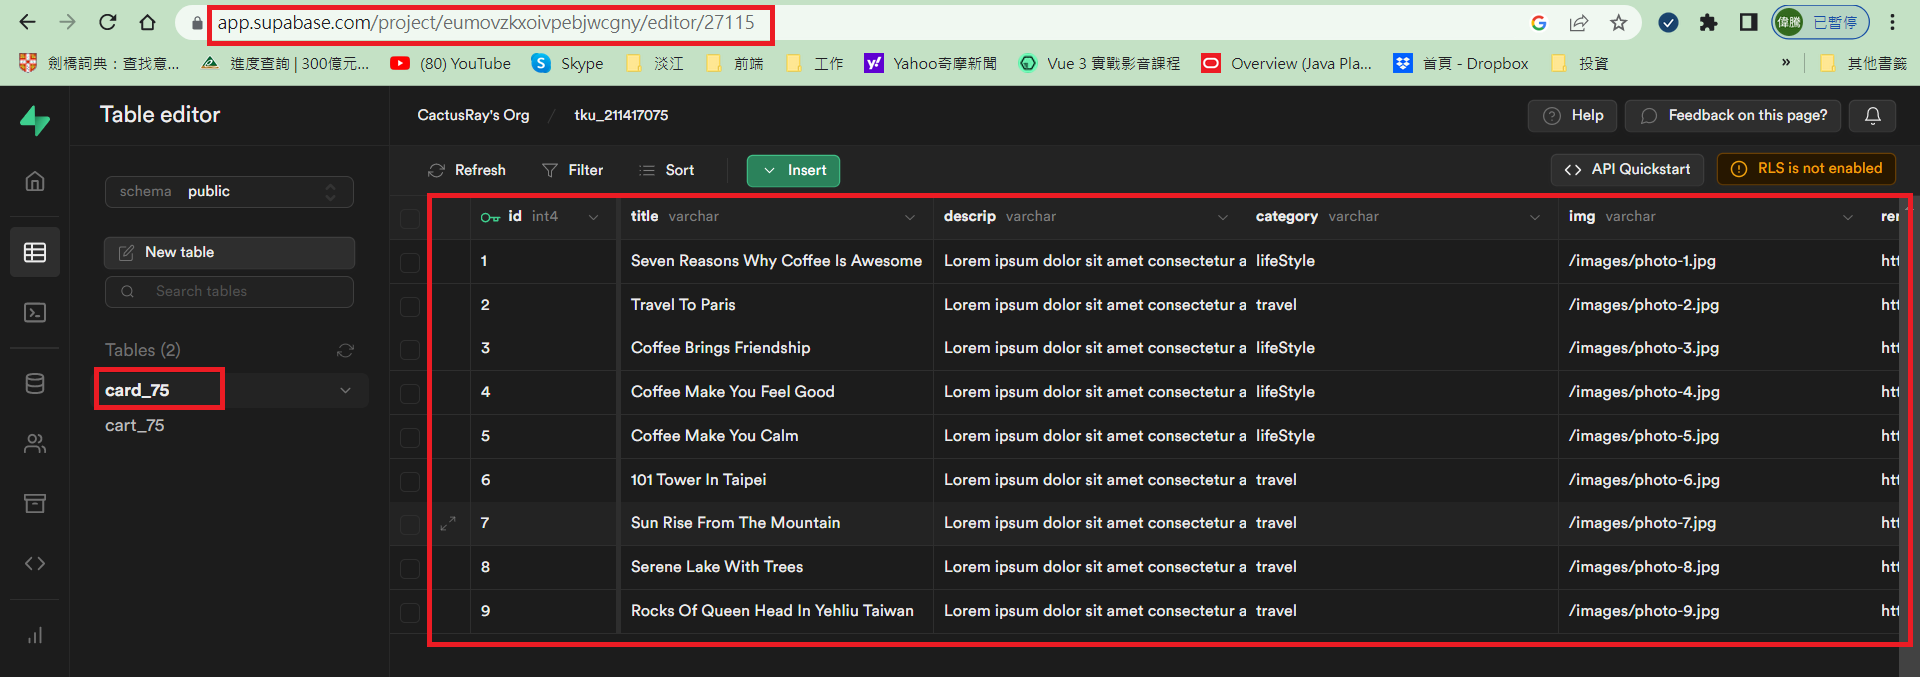 app.supabase.com/project/eumovzkxoivpebjwcgny/editor/27115
偉騰 已暫停
劍橋詞典：查找意... 進度查詢 | 300億元... (80) YouTube Skype 淡江 前端 工作 Yahoo奇摩新聞 Vue 3 實戰影音課程 Overview (Java Pla... 首頁 - Dropbox 投資 » 其他書籤
Table editor
CactusRay's Org / tku_211417075
Help Feedback on this page?
Refresh Filter Sort Insert API Quickstart RLS is not enabled
schema public
New table
Search tables
Tables (2)
card_75
cart_75
id int4 title varchar descrip varchar category varchar img varchar rer
1 Seven Reasons Why Coffee Is Awesome Lorem ipsum dolor sit amet consectetur a lifeStyle /images/photo-1.jpg htt
2 Travel To Paris Lorem ipsum dolor sit amet consectetur a travel /images/photo-2.jpg htt
3 Coffee Brings Friendship Lorem ipsum dolor sit amet consectetur a lifeStyle /images/photo-3.jpg htt
4 Coffee Make You Feel Good Lorem ipsum dolor sit amet consectetur a lifeStyle /images/photo-4.jpg htt
5 Coffee Make You Calm Lorem ipsum dolor sit amet consectetur a lifeStyle /images/photo-5.jpg htt
6 101 Tower In Taipei Lorem ipsum dolor sit amet consectetur a travel /images/photo-6.jpg htt
7 Sun Rise From The Mountain Lorem ipsum dolor sit amet consectetur a travel /images/photo-7.jpg htt
8 Serene Lake With Trees Lorem ipsum dolor sit amet consectetur a travel /images/photo-8.jpg htt
9 Rocks Of Queen Head In Yehliu Taiwan Lorem ipsum dolor sit amet consectetur a travel /images/photo-9.jpg htt